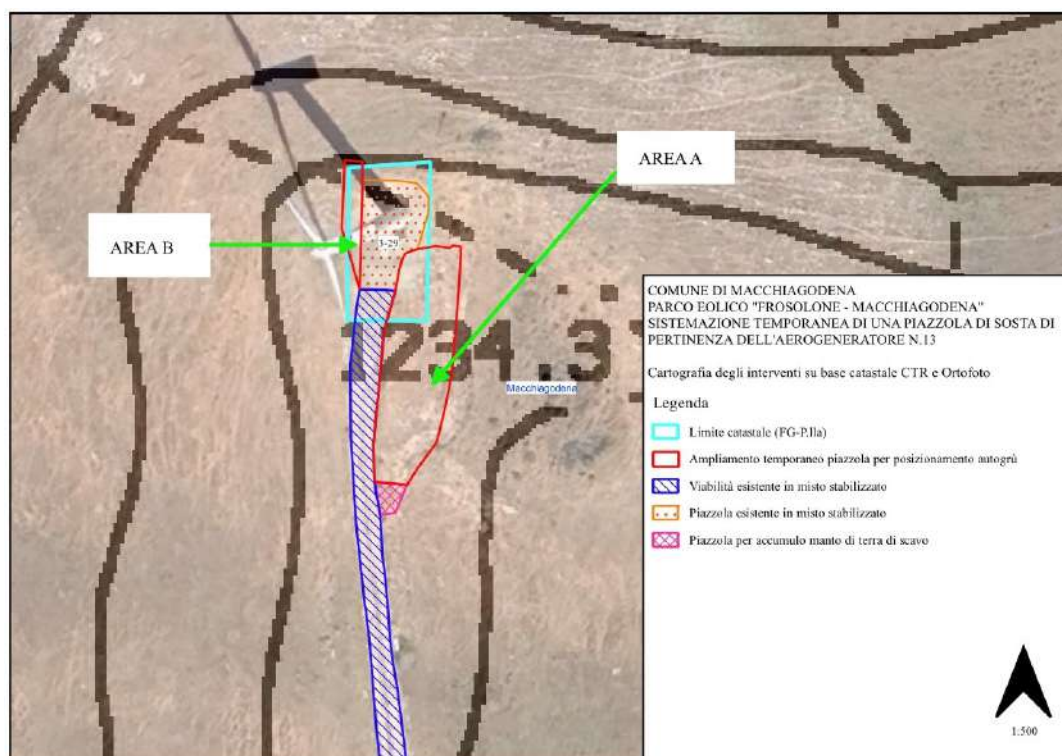 AREA A
AREA B
3-29
1234.3
Macchiagodena
COMUNE DI MACCHIAGODENA
PARCO EOLICO "FROSOLONE - MACCHIAGODENA"
SISTEMAZIONE TEMPORANEA DI UNA PIAZZOLA DI SOSTA DI
PERTINENZA DELL'AEROGENERATORE N.13
Cartografia degli interventi su base catastale CTR e Ortofoto
Legenda
Limite catastale (FG-P.lla)
Ampliamento temporaneo piazzola per posizionamento autogrù
Viabilità esistente in misto stabilizzato
Piazzola esistente in misto stabilizzato
Piazzola per accumulo manto di terra di scavo
1:500